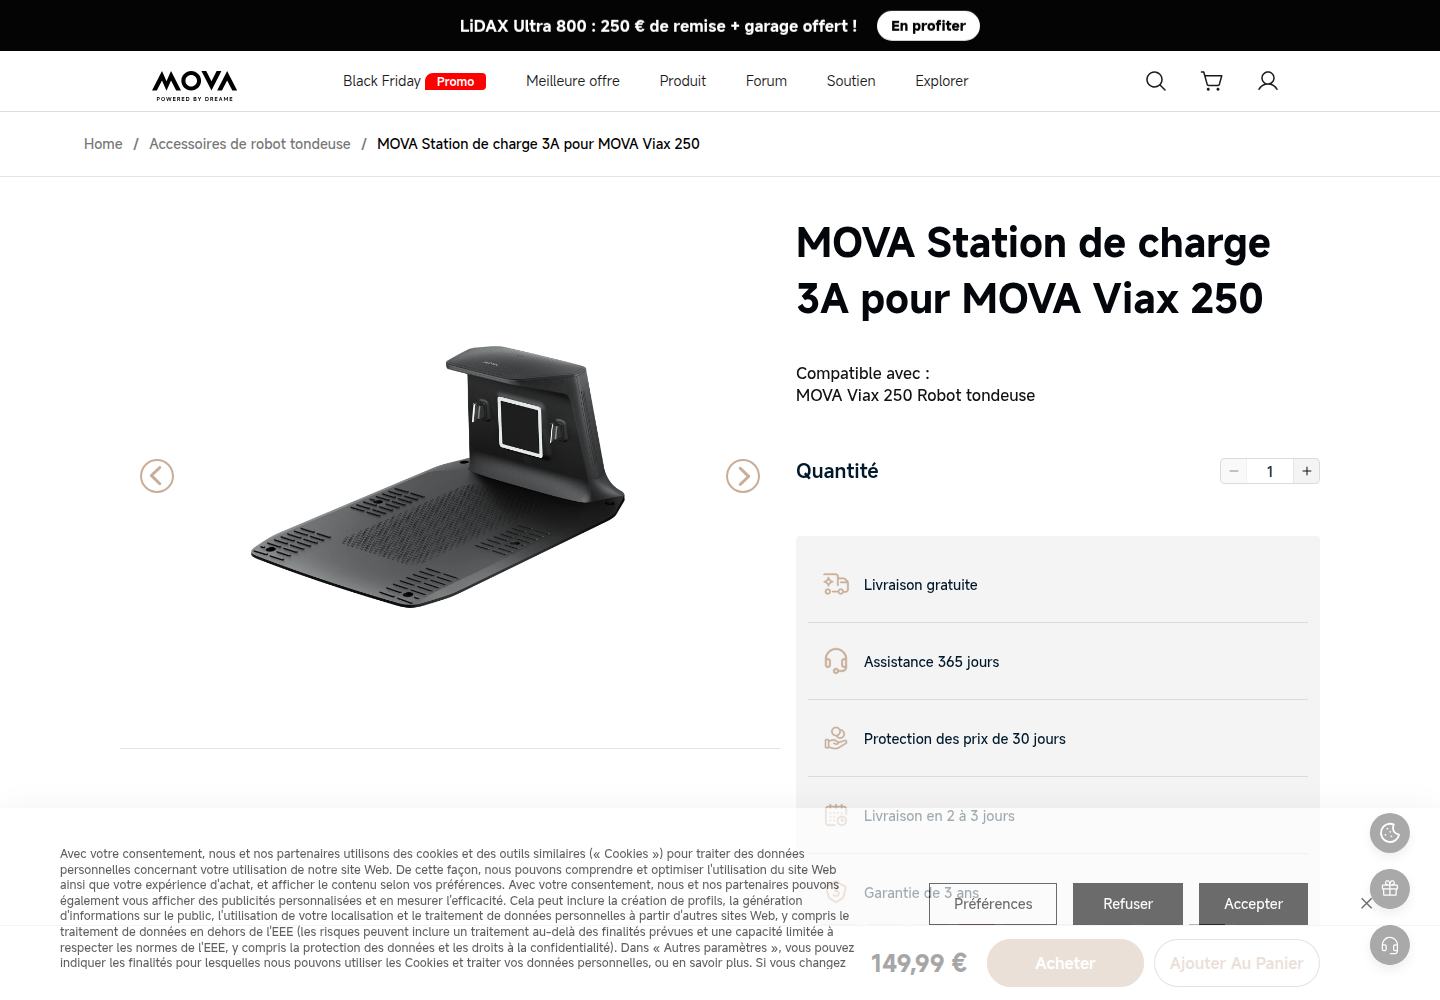 LiDAX Ultra 800 : 250 € de remise + garage offert ! En profiter
MOVA
POWERED BY DREAME
Black Friday Promo Meilleure offre Produit Forum Soutien Explorer
Home / Accessoires de robot tondeuse / MOVA Station de charge 3A pour MOVA Viax 250
MOVA Station de charge
3A pour MOVA Viax 250
Compatible avec :
MOVA Viax 250 Robot tondeuse
Quantité
− 1 +
Livraison gratuite
Assistance 365 jours
Protection des prix de 30 jours
Livraison en 2 à 3 jours
Garantie de 3 ans
Avec votre consentement, nous et nos partenaires utilisons des cookies et des outils similaires (« Cookies ») pour traiter des données
personnelles concernant votre utilisation de notre site Web. De cette façon, nous pouvons comprendre et optimiser l'utilisation du site Web
ainsi que votre expérience d'achat, et afficher le contenu selon vos préférences. Avec votre consentement, nous et nos partenaires pouvons
également vous afficher des publicités personnalisées et en mesurer l'efficacité. Cela peut inclure la création de profils, la génération
d'informations sur le public, l'utilisation de votre localisation et le traitement de données personnelles à partir d'autres sites Web, y compris le
traitement de données en dehors de l'EEE (les risques peuvent inclure un traitement au-delà des finalités prévues et une capacité limitée à
respecter les normes de l'EEE, y compris la protection des données et les droits à la confidentialité). Dans « Autres paramètres », vous pouvez
indiquer les finalités pour lesquelles nous pouvons utiliser les Cookies et traiter vos données personnelles, ou en savoir plus. Si vous changez
Préférences Refuser Accepter
149,99 € Acheter Ajouter Au Panier